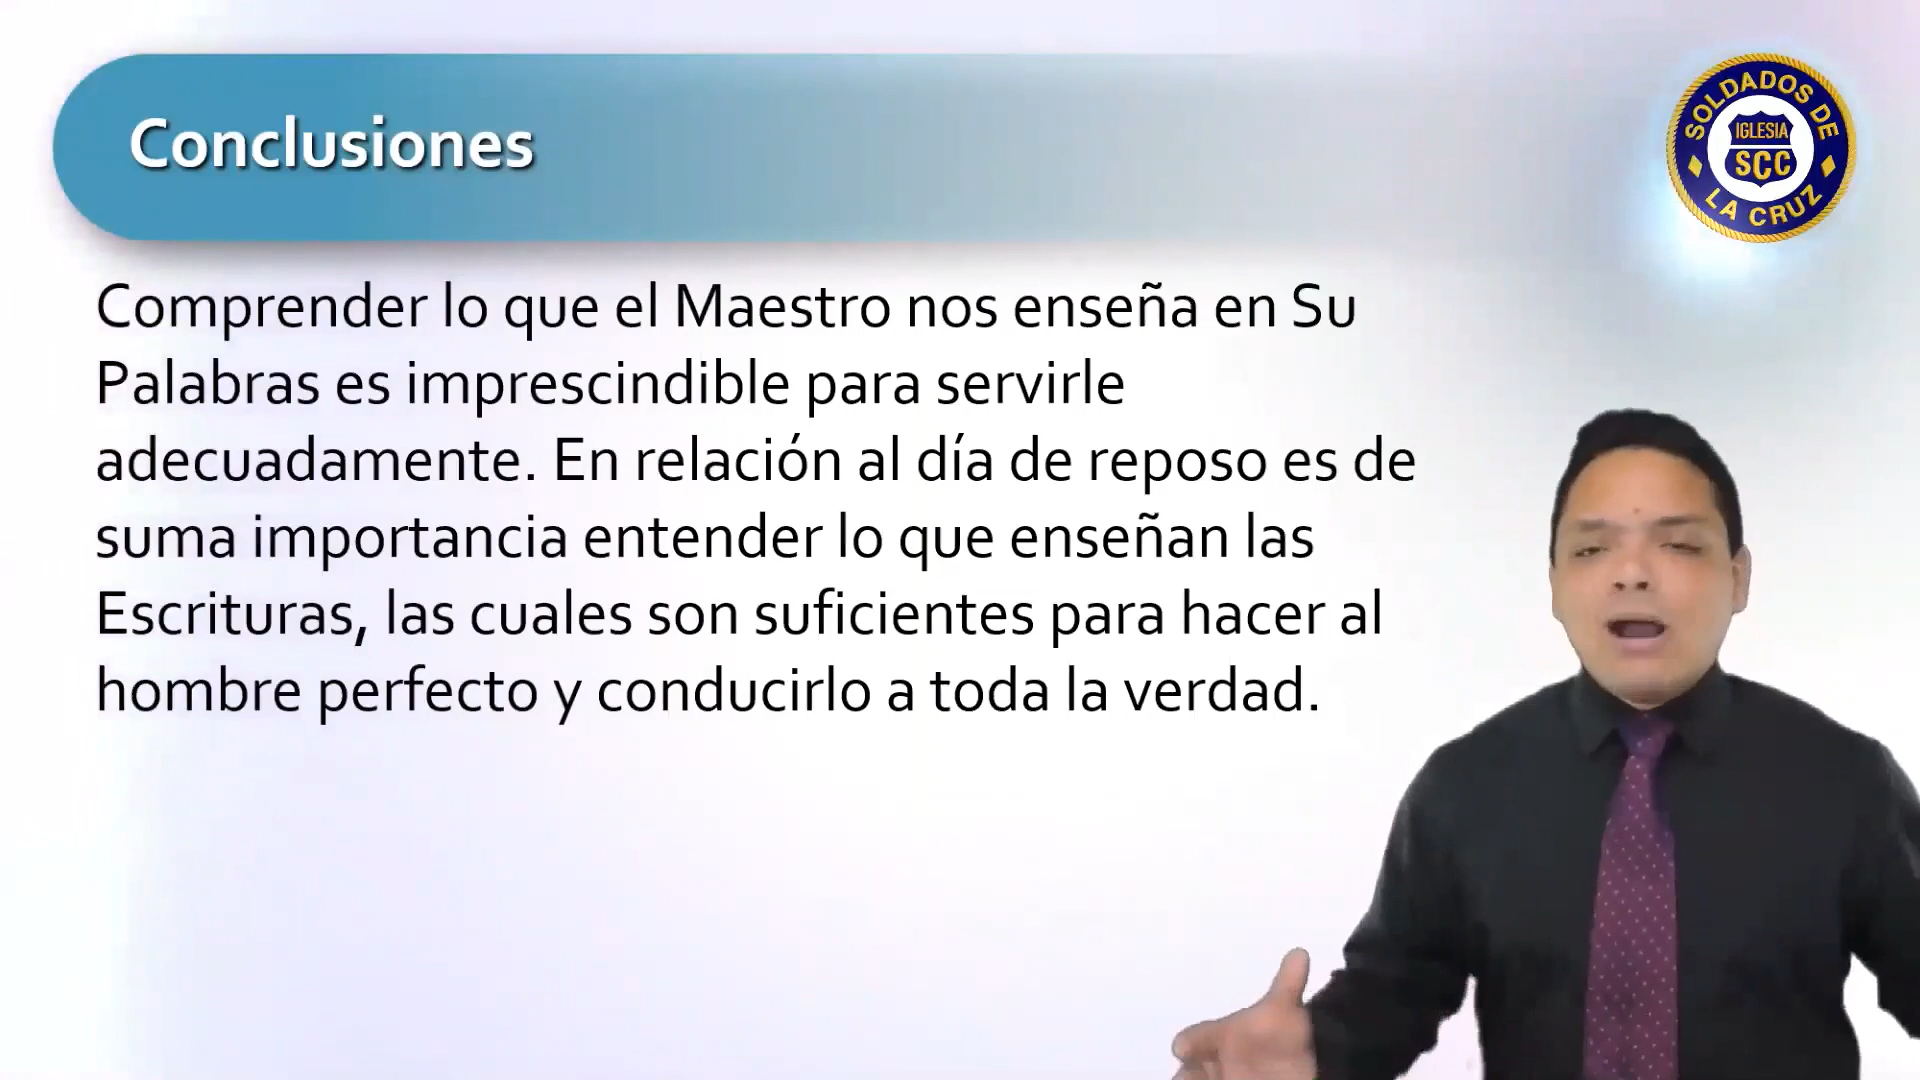 Conclusiones
SOLDADOS DE
IGLESIA
SCC
LA CRUZ
Comprender lo que el Maestro nos enseña en Su
Palabras es imprescindible para servirle
adecuadamente. En relación al día de reposo es de
suma importancia entender lo que enseñan las
Escrituras, las cuales son suficientes para hacer al
hombre perfecto y conducirlo a toda la verdad.